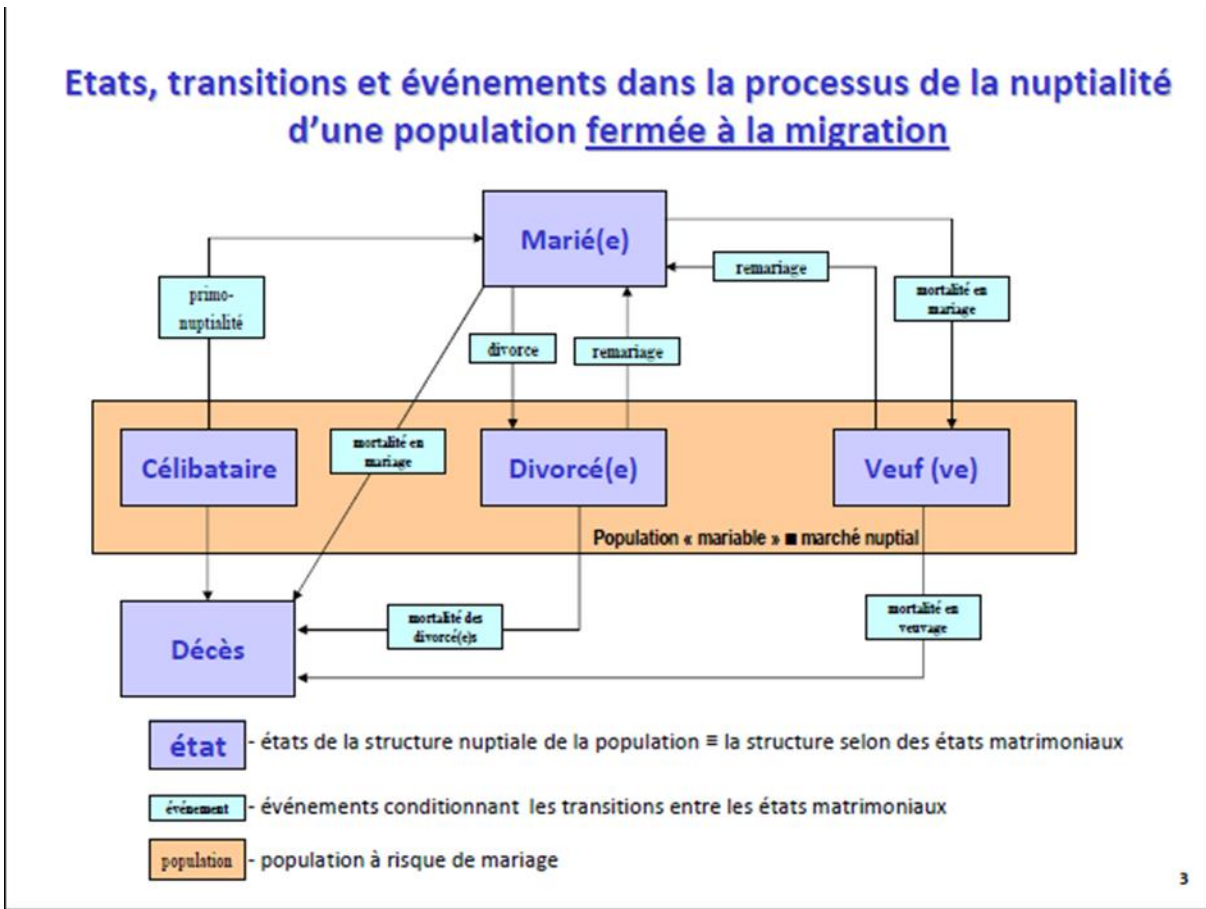 Etats, transitions et événements dans la processus de la nuptialité
d'une population fermée à la migration
Marié(e)
primo-
nuptialité
remariage
mortalité en
mariage
divorce
remariage
Célibataire
mortalité en
mariage
Divorcé(e)
Veuf (ve)
Population « mariable » ■ marché nuptial
Décès
mortalité des
divorcé(e)s
mortalité en
veuvage
état
- états de la structure nuptiale de la population ≡ la structure selon des états matrimoniaux
événement
- événements conditionnant les transitions entre les états matrimoniaux
population
- population à risque de mariage
3